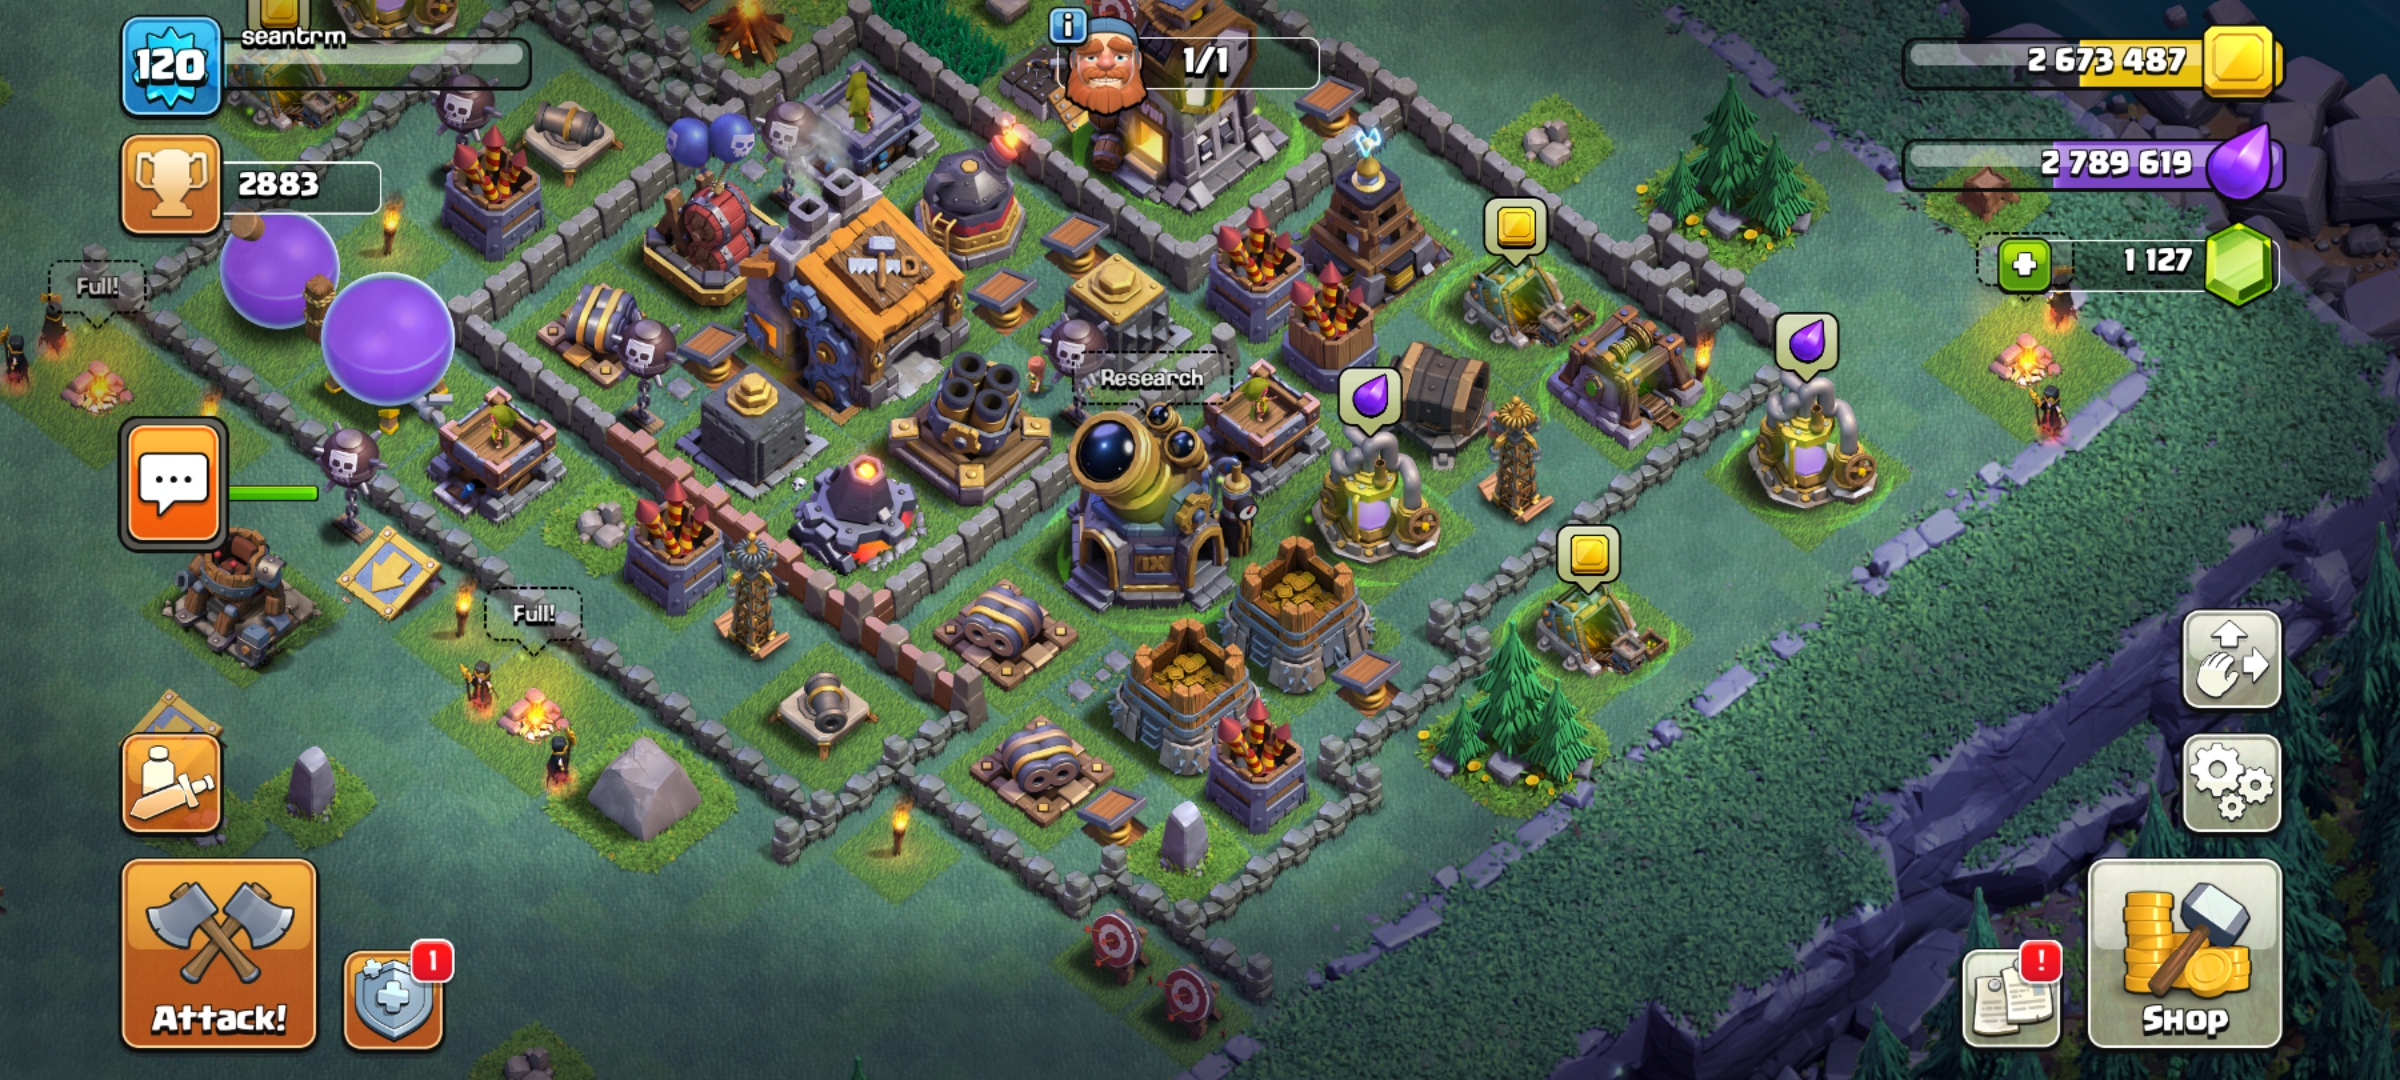 120
seantrm
1/1
2 673 487
2883
2 789 619
1 127
Full!
Research
Full!
IX
1
Attack!
!
Shop